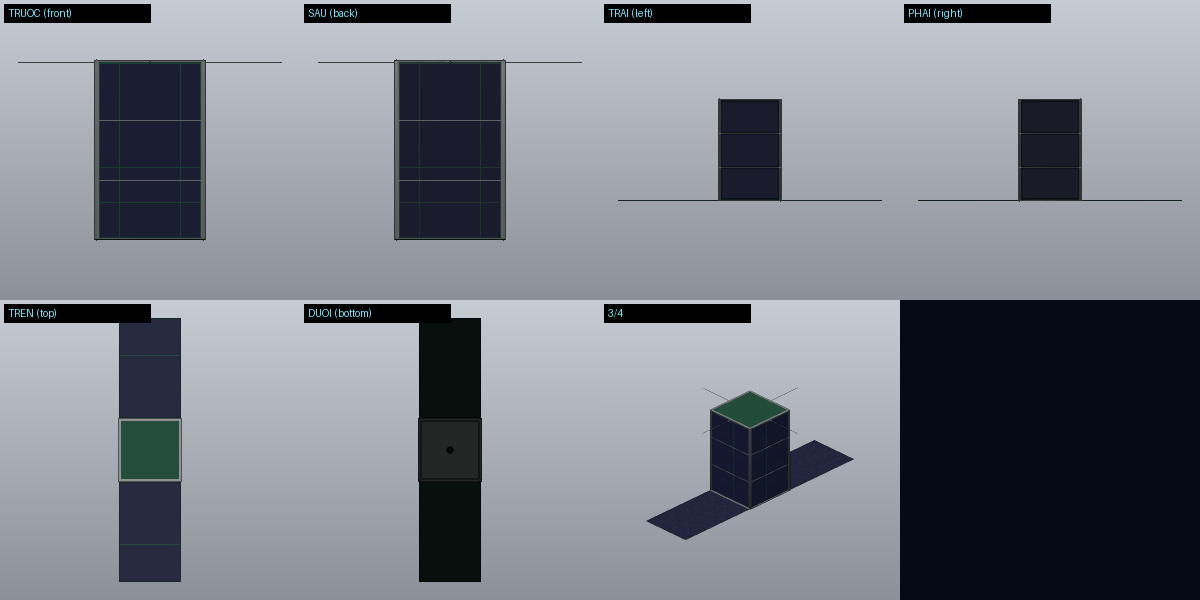 TRUOC (front)
SAU (back)
TRAI (left)
PHAI (right)
TREN (top)
DUOI (bottom)
3/4